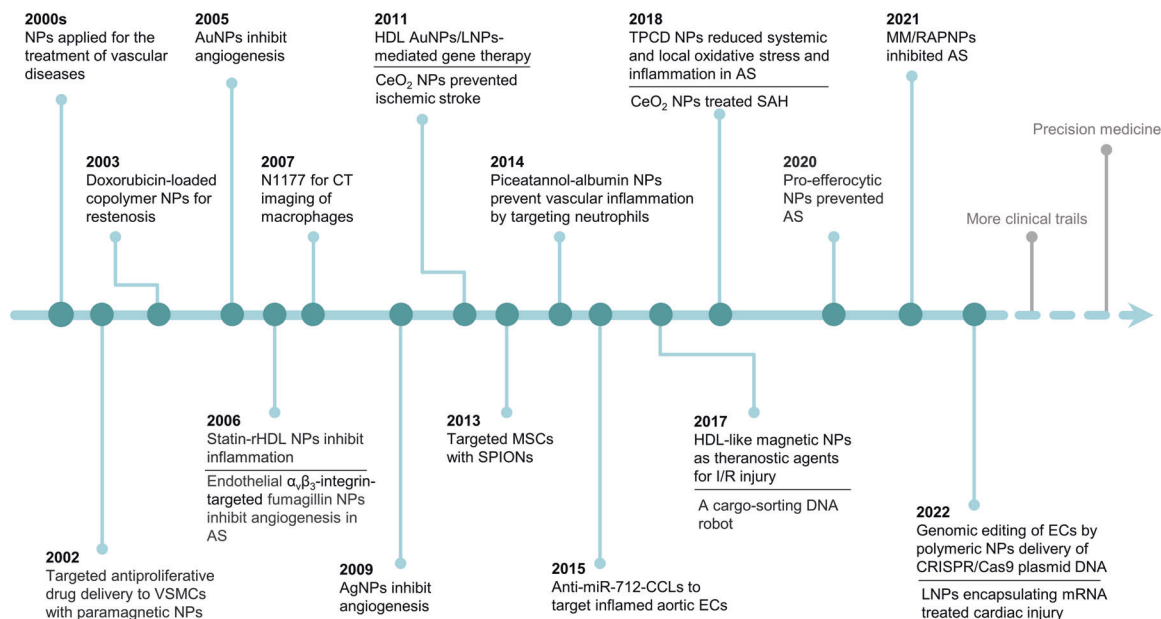 2000s
NPs applied for the
treatment of vascular
diseases
2002
Targeted antiproliferative
drug delivery to VSMCs
with paramagnetic NPs
2003
Doxorubicin-loaded
copolymer NPs for
restenosis
2005
AuNPs inhibit
angiogenesis
2006
Statin-rHDL NPs inhibit
inflammation
Endothelial αᵥβ₃-integrin-
targeted fumagillin NPs
inhibit angiogenesis in
AS
2007
N1177 for CT
imaging of
macrophages
2009
AgNPs inhibit
angiogenesis
2011
HDL AuNPs/LNPs-
mediated gene therapy
CeO₂ NPs prevented
ischemic stroke
2013
Targeted MSCs
with SPIONs
2014
Piceatannol-albumin NPs
prevent vascular inflammation
by targeting neutrophils
2015
Anti-miR-712-CCLs to
target inflamed aortic ECs
2017
HDL-like magnetic NPs
as theranostic agents
for I/R injury
A cargo-sorting DNA
robot
2018
TPCD NPs reduced systemic
and local oxidative stress and
inflammation in AS
CeO₂ NPs treated SAH
2020
Pro-efferocytic
NPs prevented
AS
2021
MM/RAPNPs
inhibited AS
2022
Genomic editing of ECs by
polymeric NPs delivery of
CRISPR/Cas9 plasmid DNA
LNPs encapsulating mRNA
treated cardiac injury
More clinical trails
Precision medicine